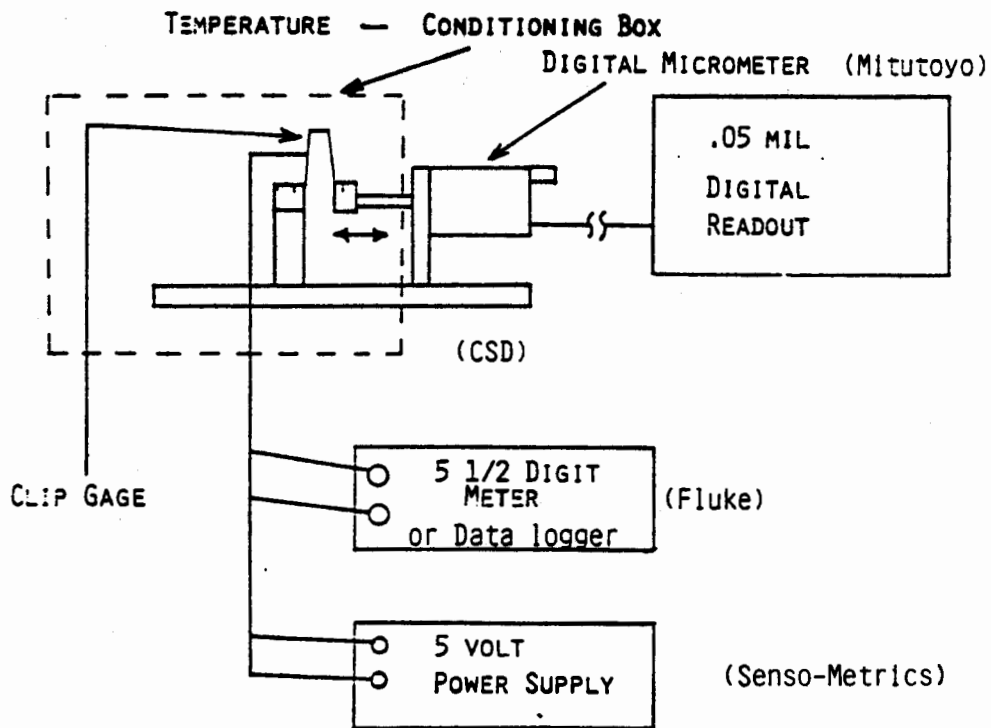 TEMPERATURE — CONDITIONING BOX
DIGITAL MICROMETER (Mitutoyo)
.05 MIL
DIGITAL
READOUT
(CSD)
CLIP GAGE
5 1/2 DIGIT
METER
or Data logger
(Fluke)
5 VOLT
POWER SUPPLY
(Senso-Metrics)